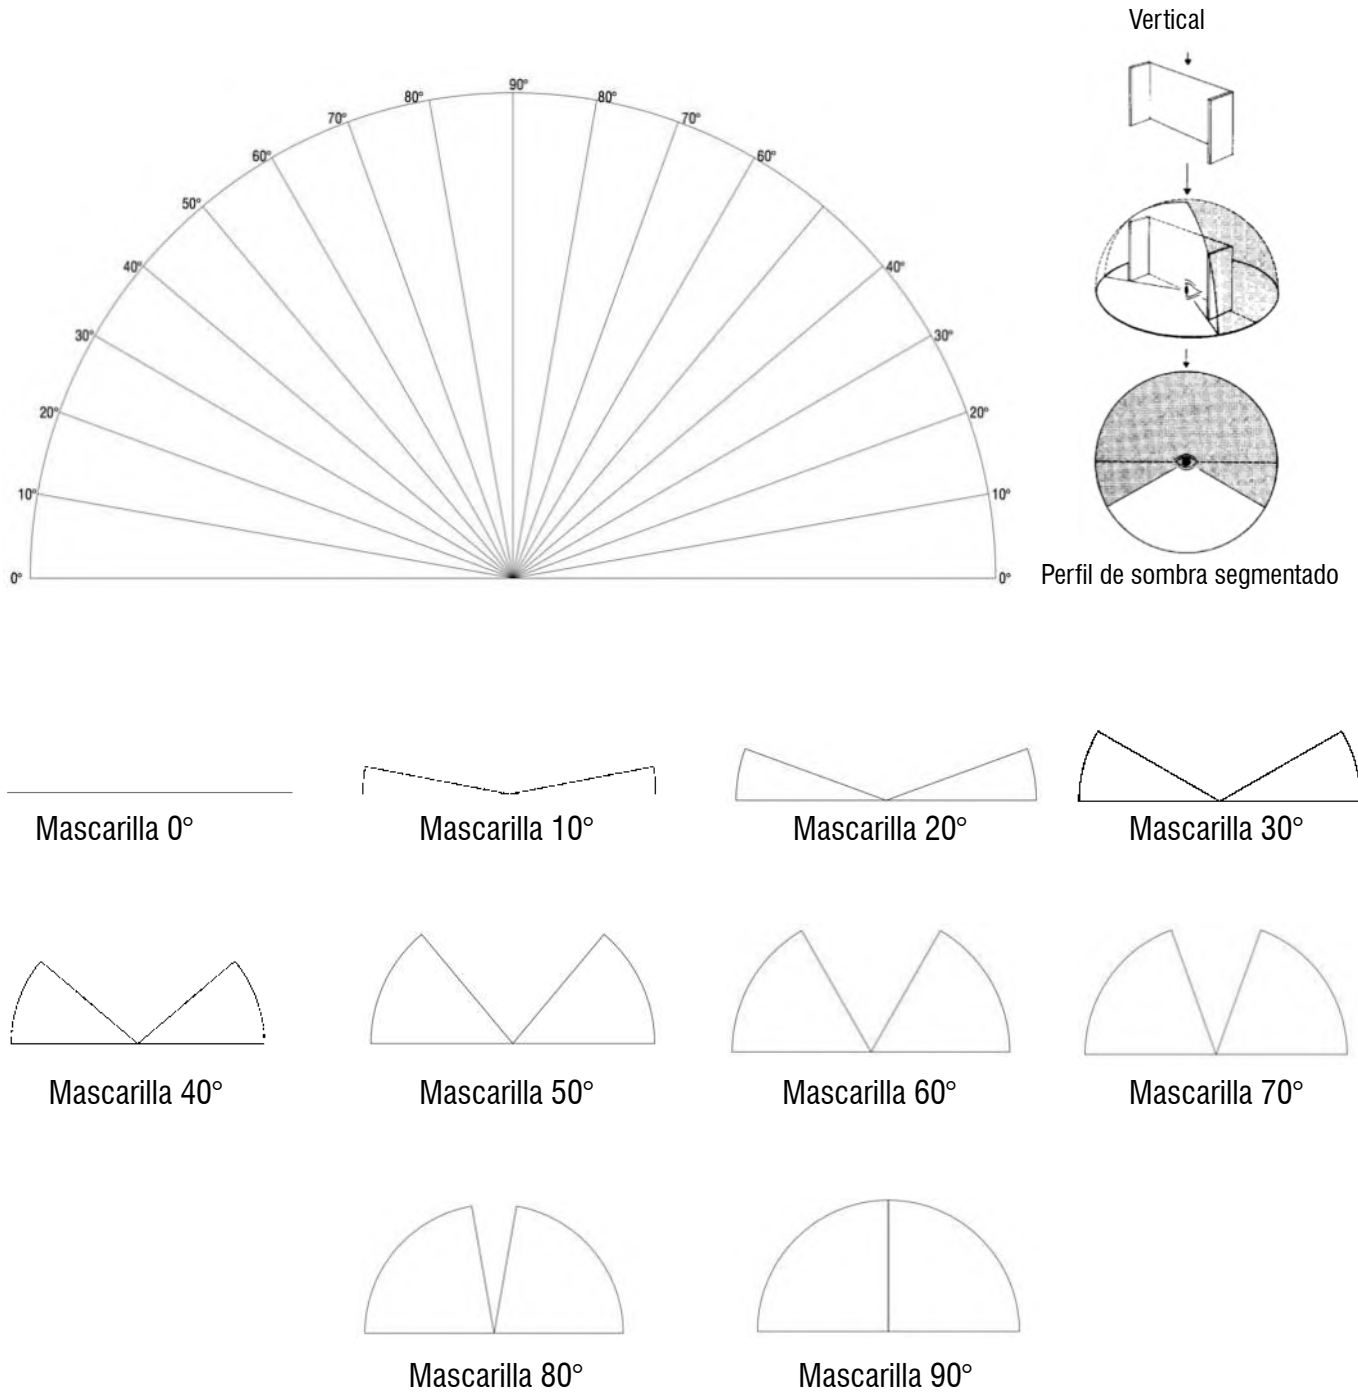 Vertical
90°
80°
80°
70°
70°
60°
60°
50°
40°
40°
30°
30°
20°
20°
10°
10°
0°
0°
Perfil de sombra segmentado
Mascarilla 0°
Mascarilla 10°
Mascarilla 20°
Mascarilla 30°
Mascarilla 40°
Mascarilla 50°
Mascarilla 60°
Mascarilla 70°
Mascarilla 80°
Mascarilla 90°